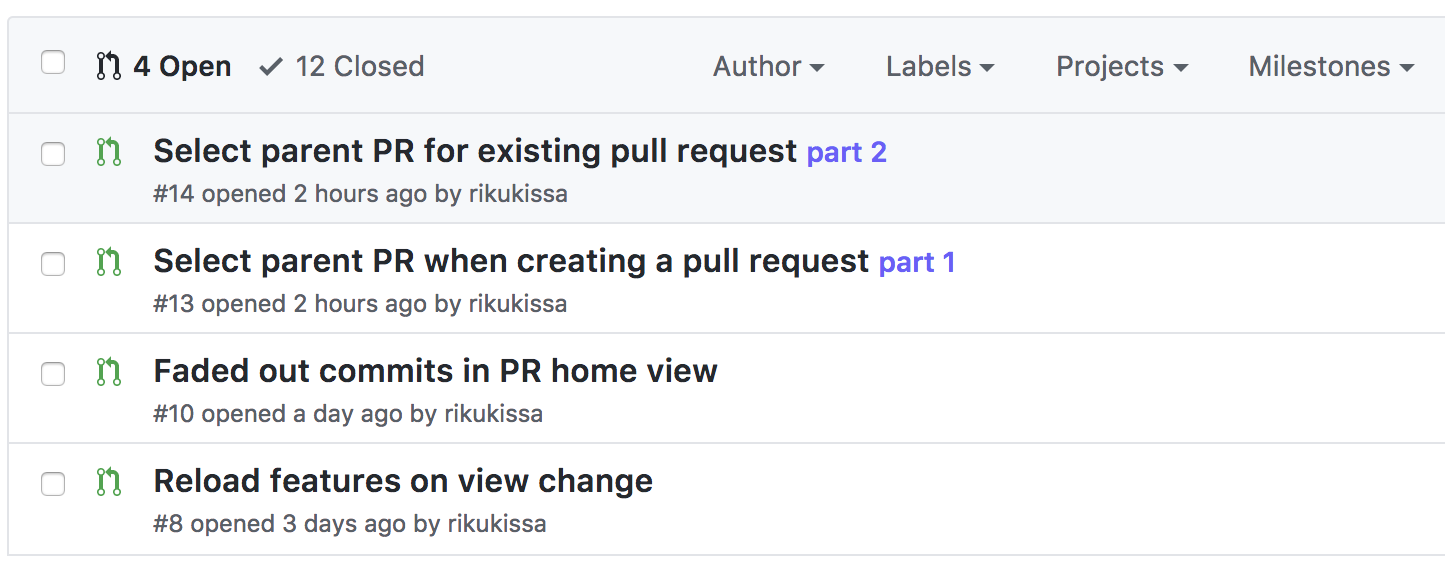 4 Open 12 Closed Author Labels Projects Milestones
Select parent PR for existing pull request part 2
#14 opened 2 hours ago by rikukissa
Select parent PR when creating a pull request part 1
#13 opened 2 hours ago by rikukissa
Faded out commits in PR home view
#10 opened a day ago by rikukissa
Reload features on view change
#8 opened 3 days ago by rikukissa